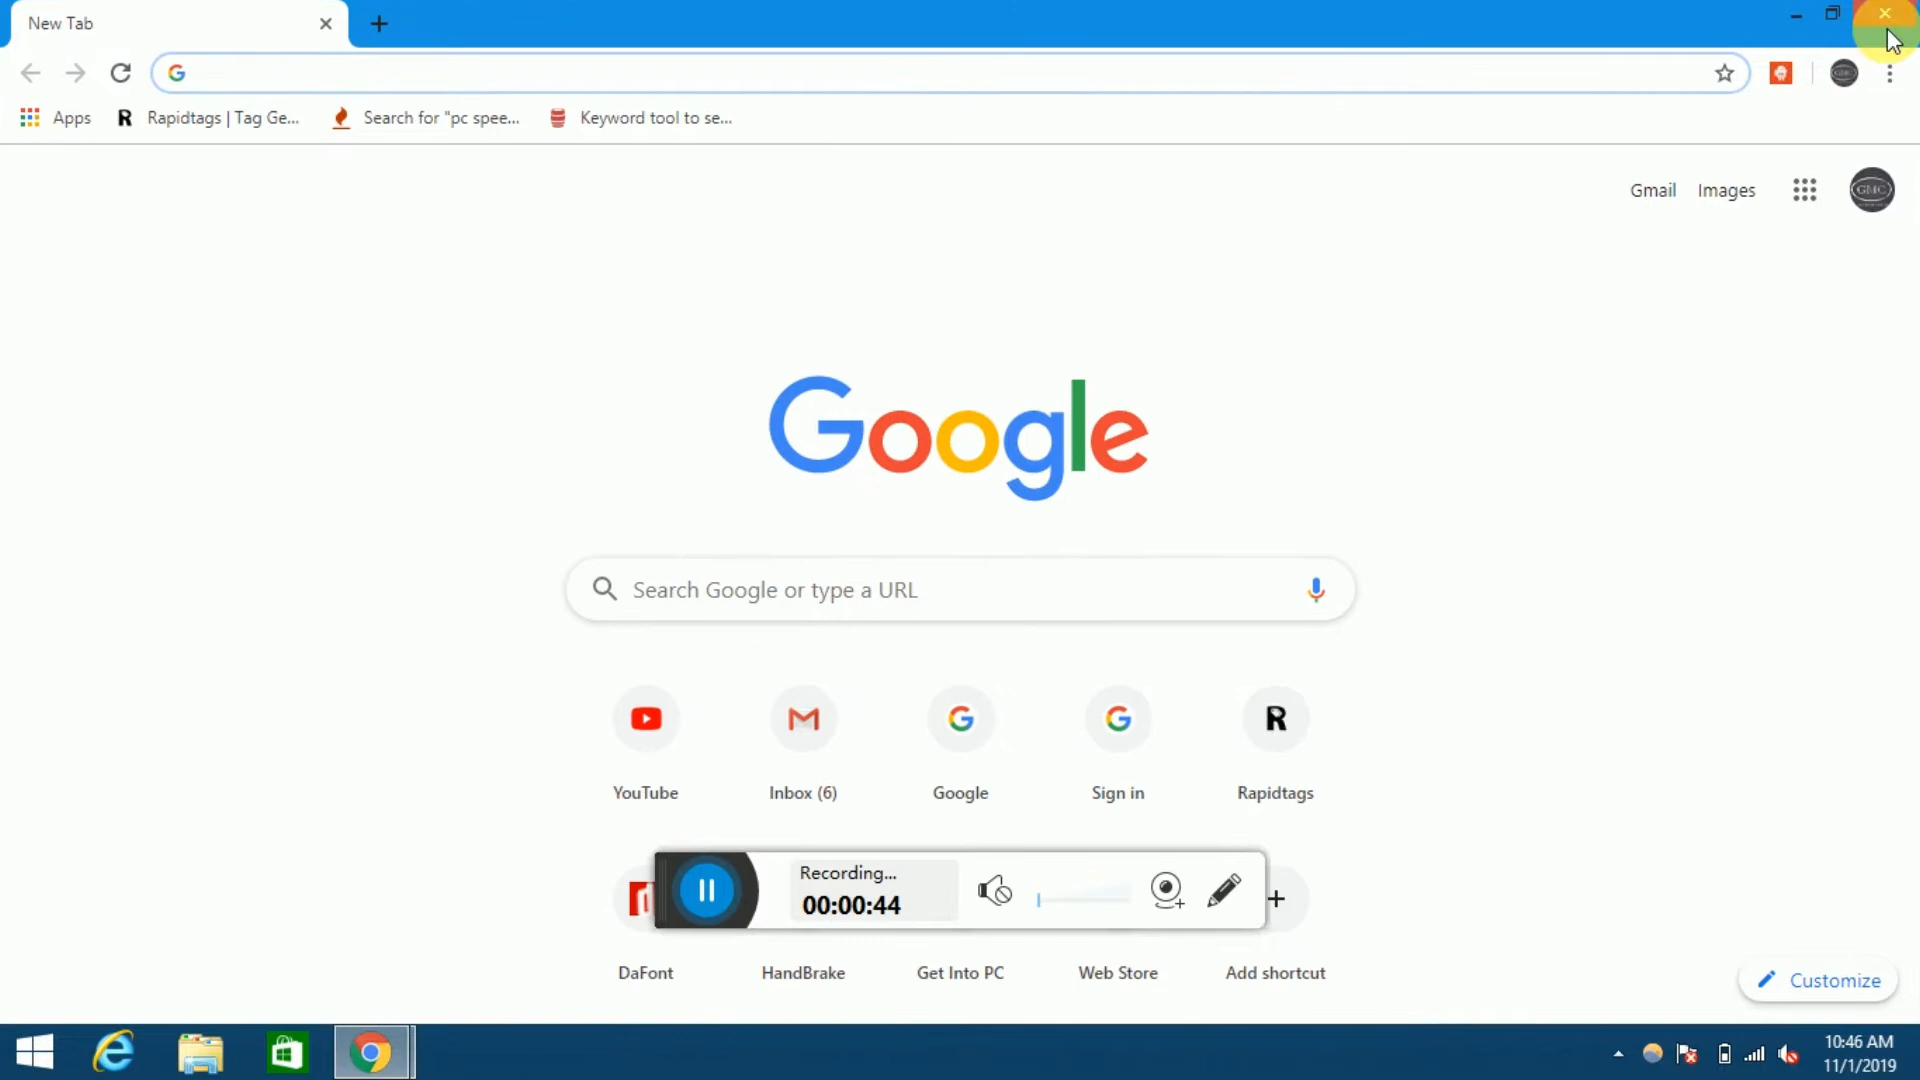 New Tab
Apps
Rapidtags | Tag Ge...
Search for "pc spee...
Keyword tool to se...
Gmail
Images
GMC
Google
Search Google or type a URL
YouTube
Inbox (6)
Google
Sign in
Rapidtags
Recording...
00:00:44
DaFont
HandBrake
Get Into PC
Web Store
Add shortcut
Customize
10:46 AM
11/1/2019